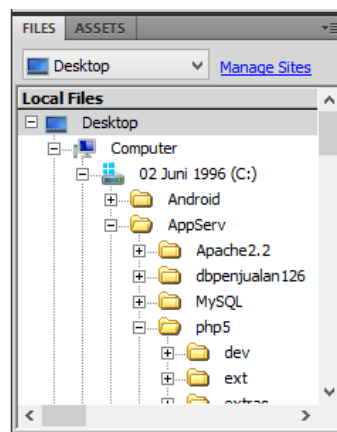 FILES ASSETS
Desktop Manage Sites
Local Files
Desktop
Computer
02 Juni 1996 (C:)
Android
AppServ
Apache2.2
dbpenjualan126
MySQL
php5
dev
ext
extras